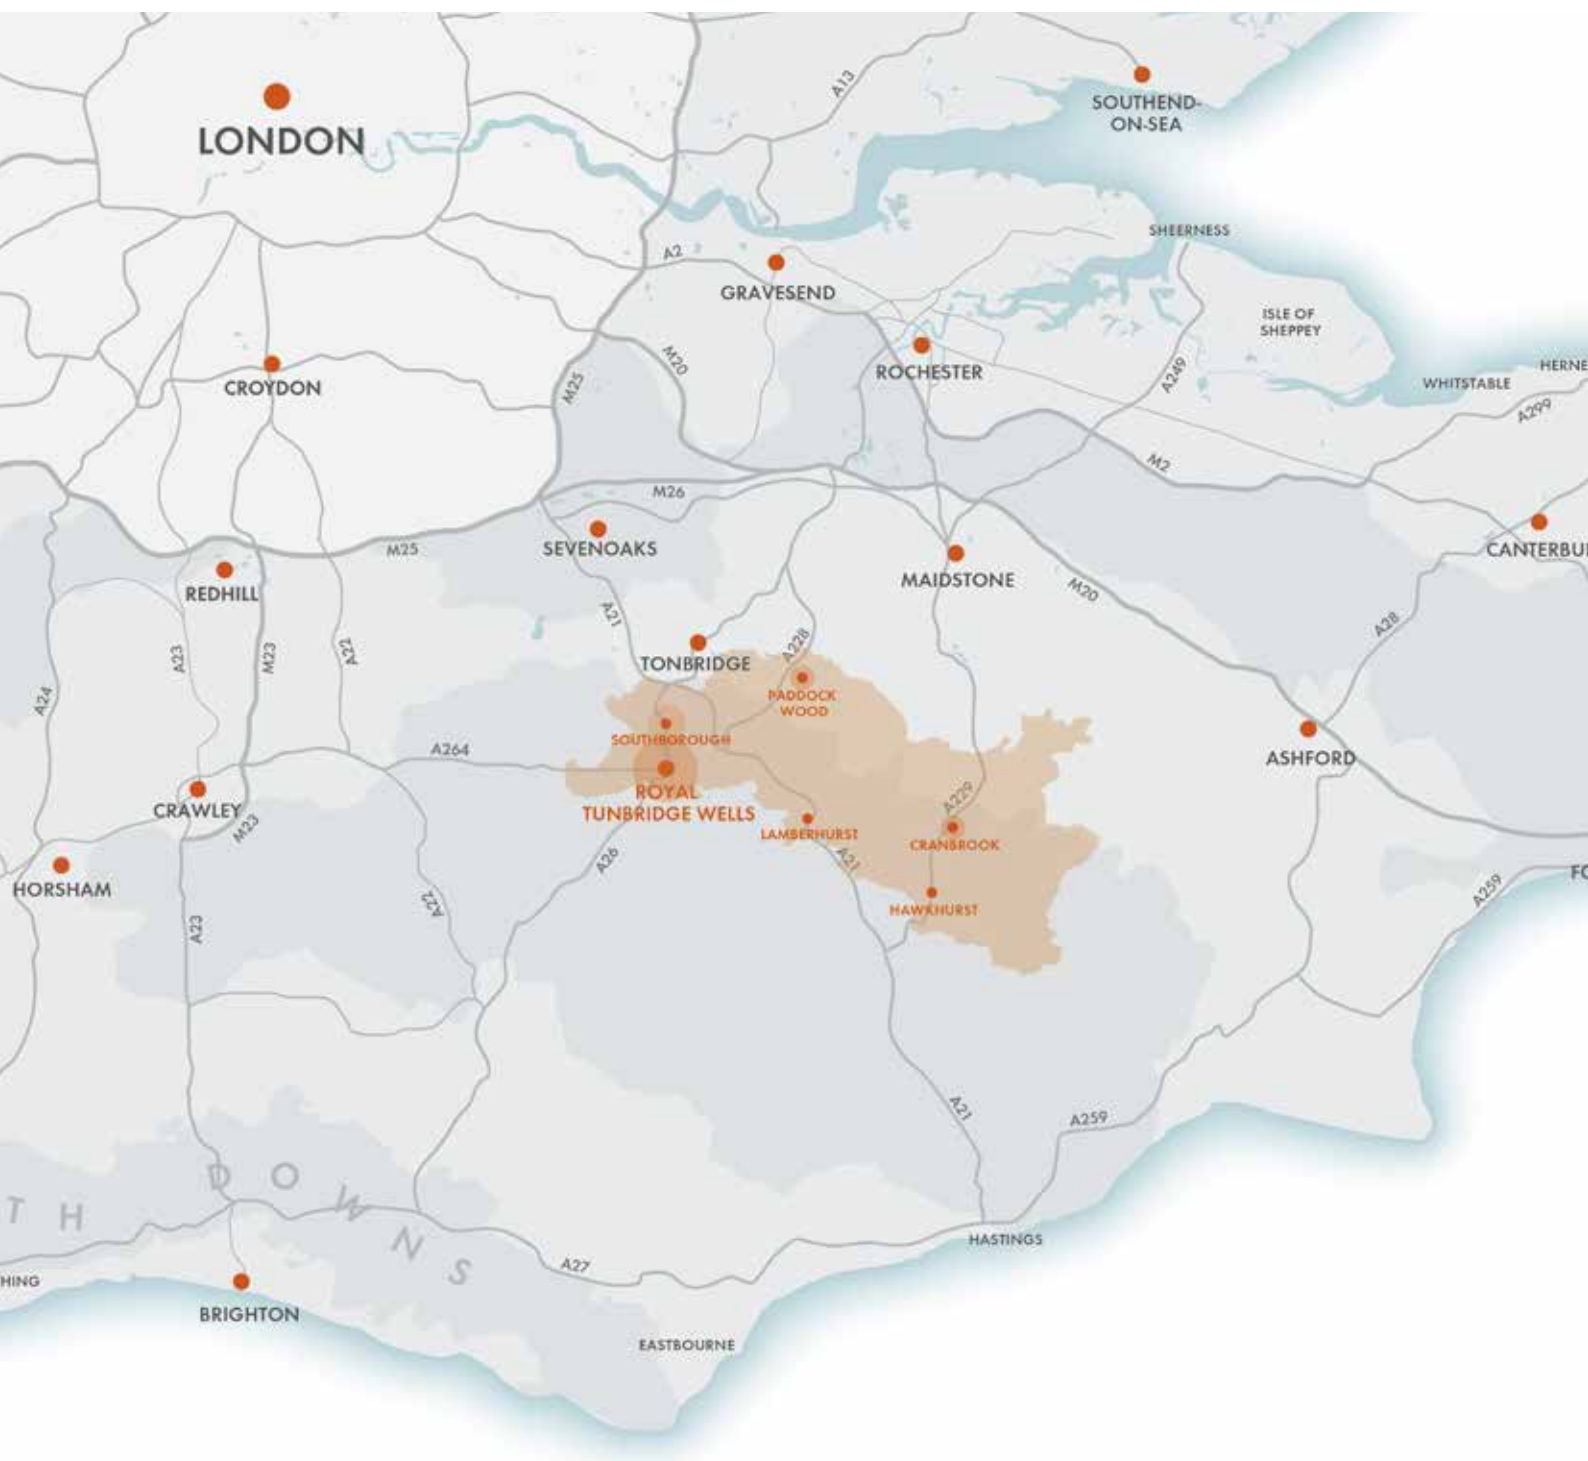 A13
SOUTHEND-
ON-SEA
LONDON
SHEERNESS
A2
GRAVESEND
ISLE OF
SHEPPEY
M20
ROCHESTER
A249
HERNE
WHITSTABLE
A299
M25
CROYDON
M2
M26
SEVENOAKS
M25
CANTERBU
REDHILL
MAIDSTONE
M20
A21
A28
A23
M23
A22
TONBRIDGE
A228
A24
PADDOCK
WOOD
SOUTHBOROUGH
A264
ASHFORD
ROYAL
TUNBRIDGE WELLS
CRAWLEY
M23
A229
LAMBERHURST
CRANBROOK
A26
A21
HORSHAM
FO
A22
A259
HAWKHURST
A23
A21
A259
TH DOWNS
HASTINGS
A27
HING
BRIGHTON
EASTBOURNE